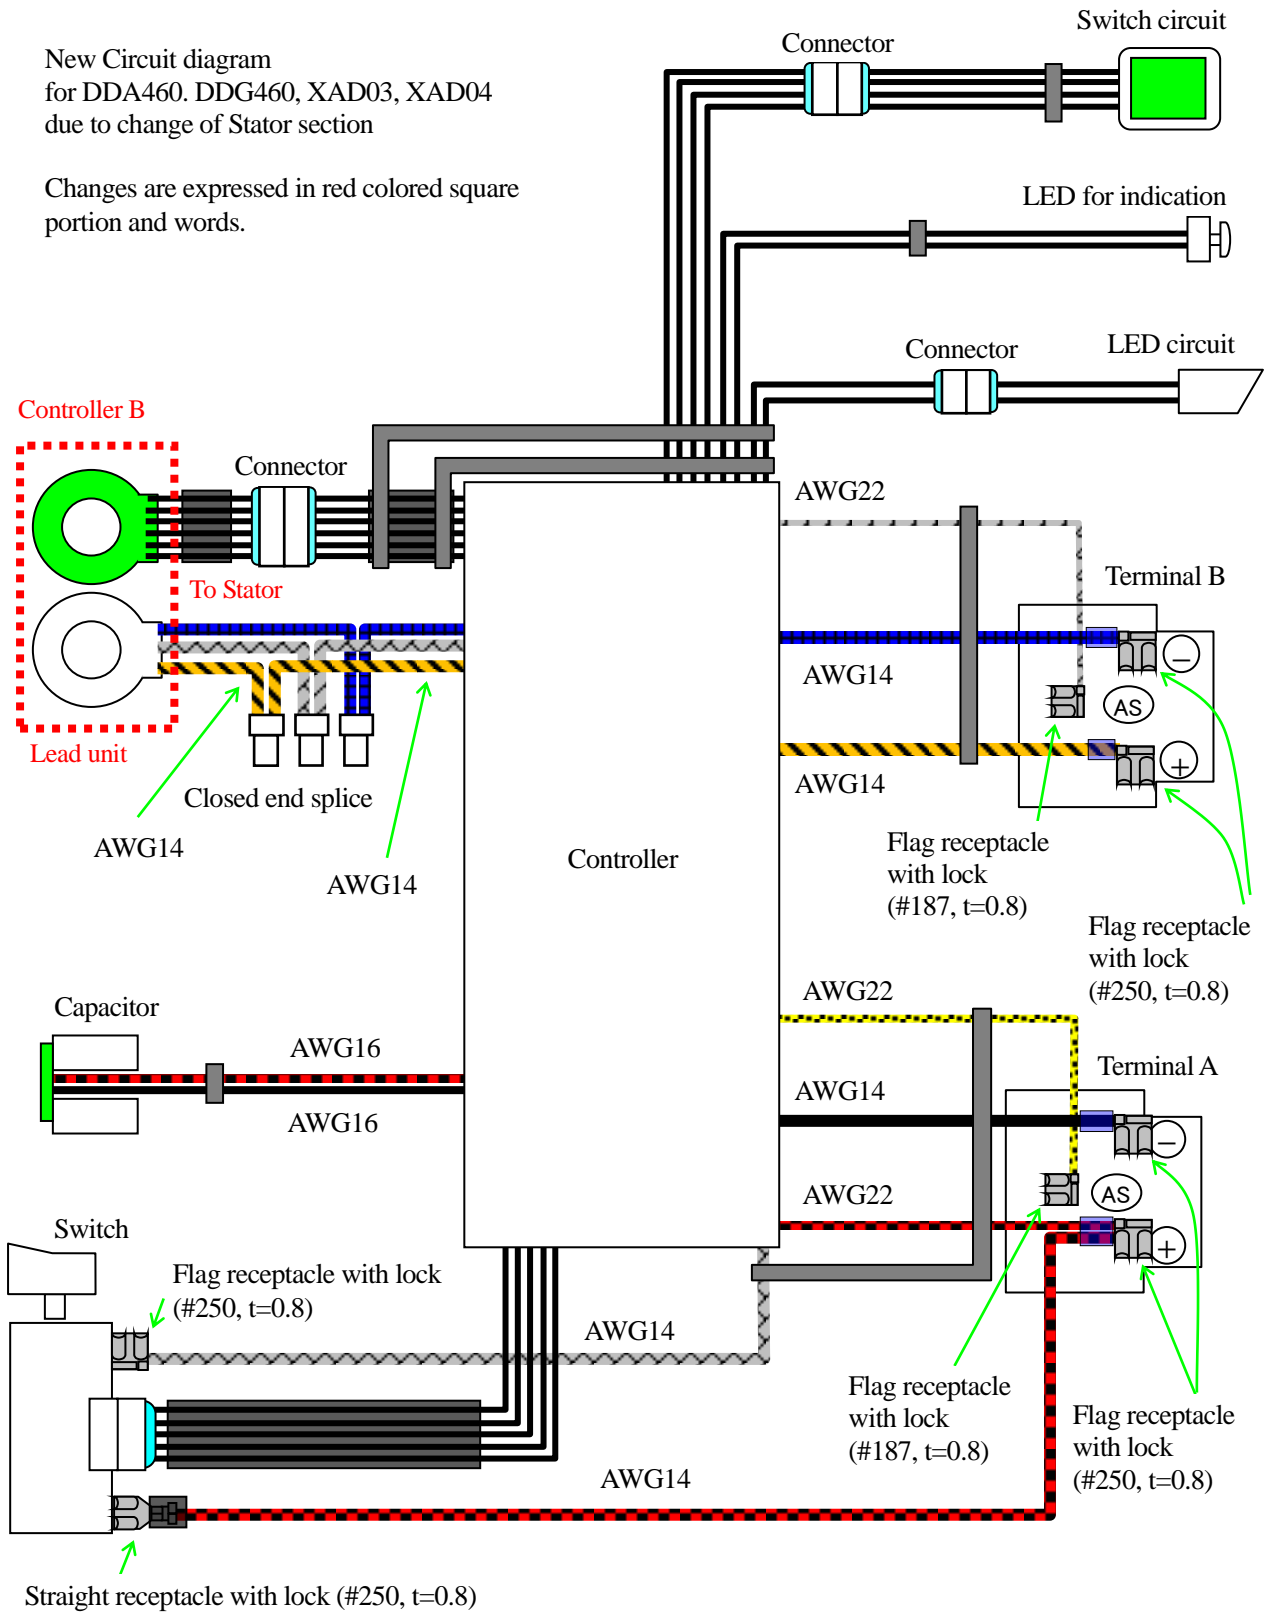 New Circuit diagram
for DDA460. DDG460, XAD03, XAD04
due to change of Stator section
Changes are expressed in red colored square
portion and words.
Switch circuit
Connector
LED for indication
LED circuit
Connector
Controller B
Connector
To Stator
Lead unit
Closed end splice
AWG14
AWG14
Controller
AWG22
Terminal B
AWG14
−
AS
+
AWG14
Flag receptacle
with lock
(#187, t=0.8)
Flag receptacle
with lock
(#250, t=0.8)
Capacitor
AWG16
AWG16
AWG22
Terminal A
AWG14
−
AS
AWG22
+
Switch
Flag receptacle with lock
(#250, t=0.8)
AWG14
Flag receptacle
with lock
(#187, t=0.8)
Flag receptacle
with lock
(#250, t=0.8)
AWG14
Straight receptacle with lock (#250, t=0.8)